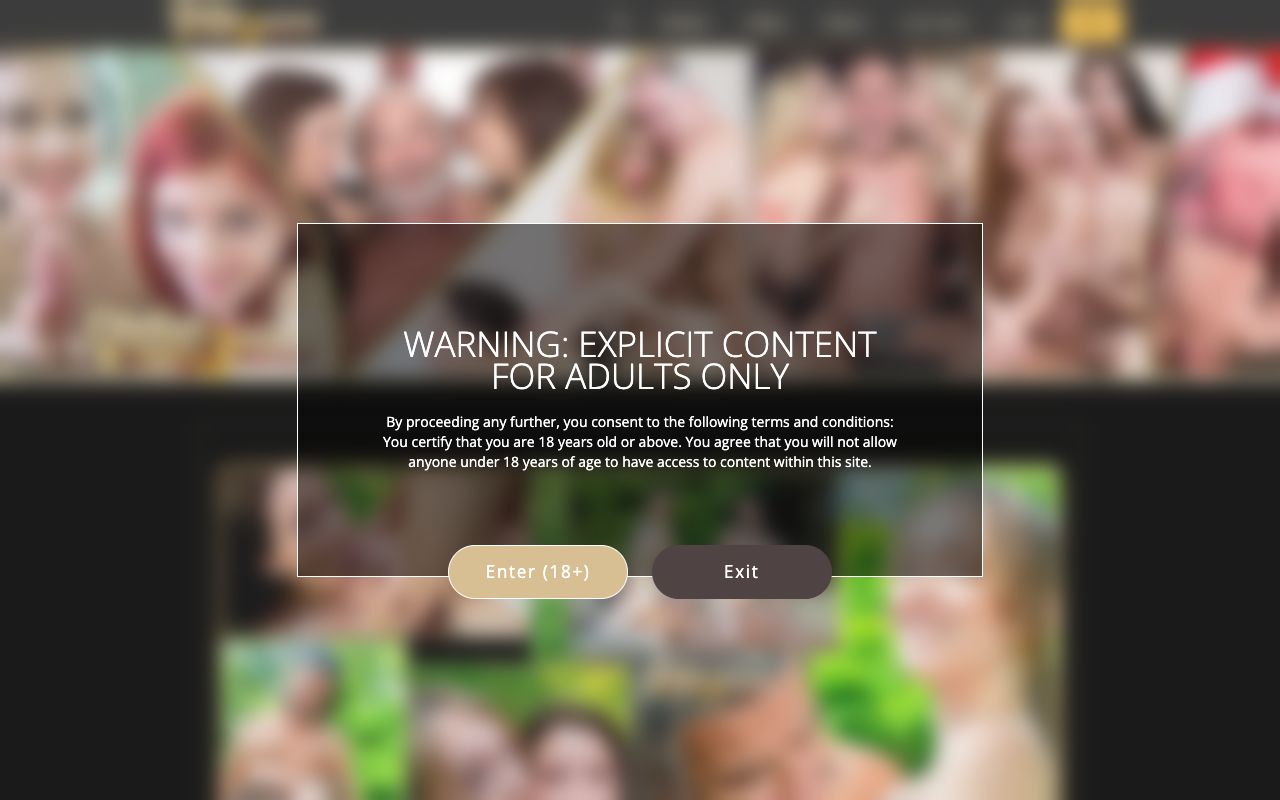 WARNING: EXPLICIT CONTENT
FOR ADULTS ONLY
By proceeding any further, you consent to the following terms and conditions:
You certify that you are 18 years old or above. You agree that you will not allow
anyone under 18 years of age to have access to content within this site.
Enter (18+)
Exit